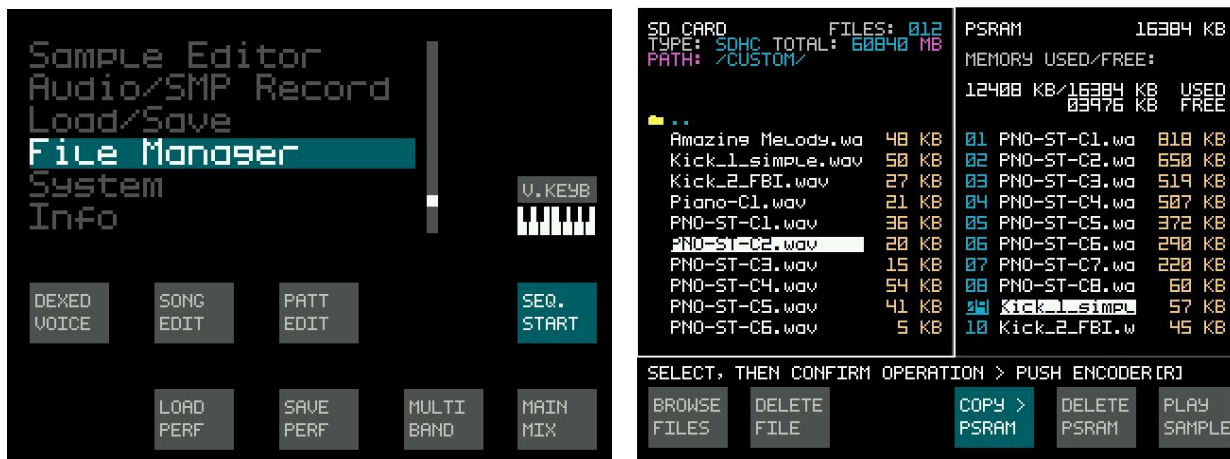 Sample Editor
Audio/SMP Record
Load/Save
File Manager
System
Info
V.KEYB
DEXED VOICE
SONG EDIT
PATT EDIT
SEQ. START
LOAD PERF
SAVE PERF
MULTI BAND
MAIN MIX
SD CARD FILES: 012
TYPE: SDHC TOTAL: 60840 MB
PATH: /CUSTOM/
..
Amazing Melody.wa 48 KB
Kick_1_simple.wav 50 KB
Kick_2_FBI.wav 27 KB
Piano-C1.wav 21 KB
PNO-ST-C1.wav 36 KB
PNO-ST-C2.wav 20 KB
PNO-ST-C3.wav 15 KB
PNO-ST-C4.wav 54 KB
PNO-ST-C5.wav 41 KB
PNO-ST-C6.wav 5 KB
PSRAM 16384 KB
MEMORY USED/FREE:
12408 KB/16384 KB USED
03976 KB FREE
01 PNO-ST-C1.wa 818 KB
02 PNO-ST-C2.wa 650 KB
03 PNO-ST-C3.wa 519 KB
04 PNO-ST-C4.wa 507 KB
05 PNO-ST-C5.wa 372 KB
06 PNO-ST-C6.wa 290 KB
07 PNO-ST-C7.wa 220 KB
08 PNO-ST-C8.wa 60 KB
09 Kick_1_simpl 57 KB
10 Kick_2_FBI.w 45 KB
SELECT, THEN CONFIRM OPERATION > PUSH ENCODER[R]
BROWSE FILES
DELETE FILE
COPY > PSRAM
DELETE PSRAM
PLAY SAMPLE